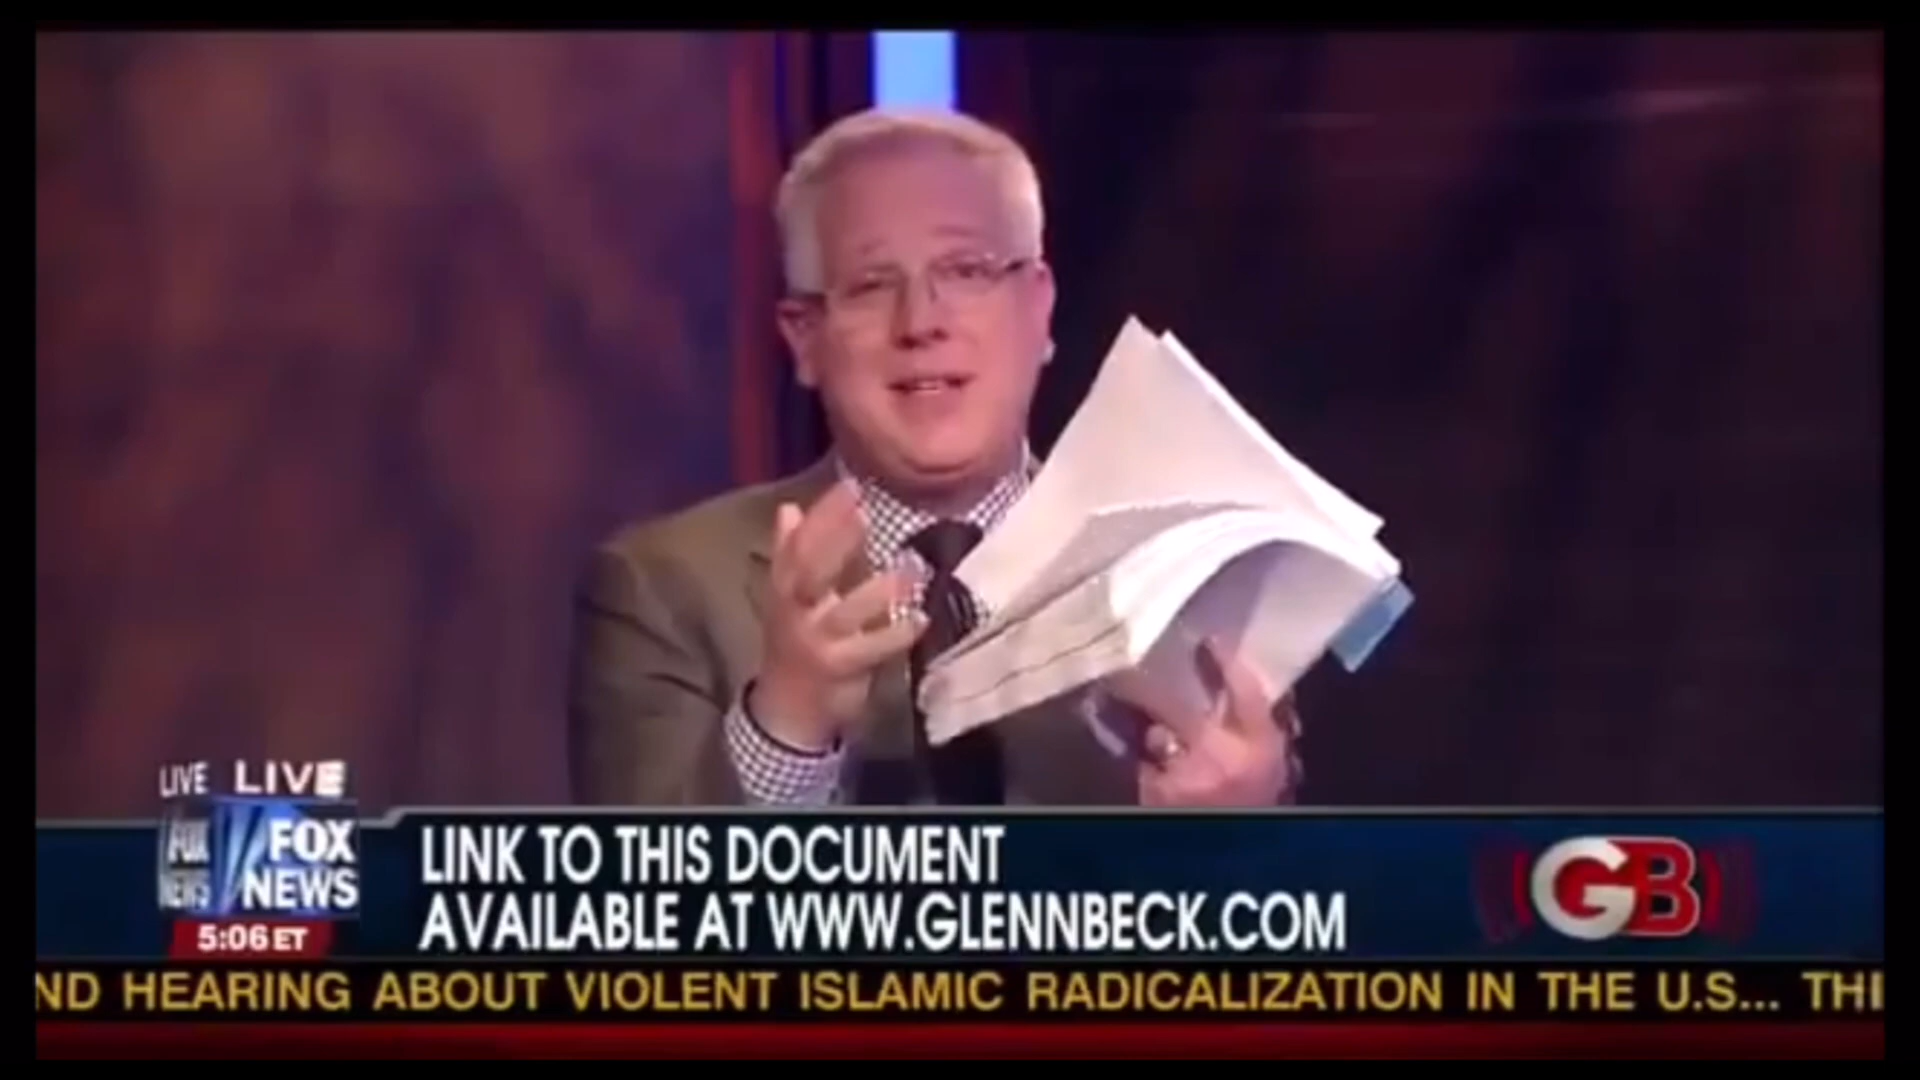 LIVE LIVE
FOX NEWS
FOX
NEWS
5:06 ET
LINK TO THIS DOCUMENT
AVAILABLE AT WWW.GLENNBECK.COM
GB
ND HEARING ABOUT VIOLENT ISLAMIC RADICALIZATION IN THE U.S... THI